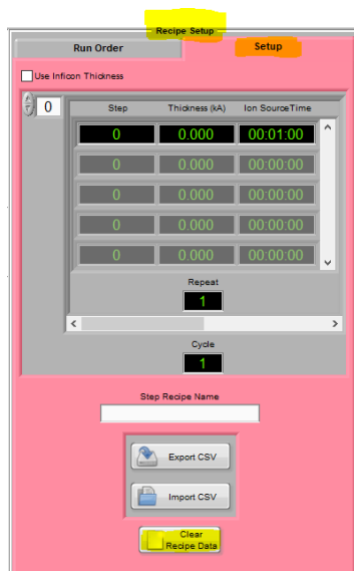 Recipe Setup
Run Order Setup
Use Inficon Thickness
0 Step Thickness (kA) Ion SourceTime
0 0.000 00:01:00
0 0.000 00:00:00
0 0.000 00:00:00
0 0.000 00:00:00
0 0.000 00:00:00
Repeat
1
Cycle
1
Step Recipe Name
Export CSV
Import CSV
Clear
Recipe Data